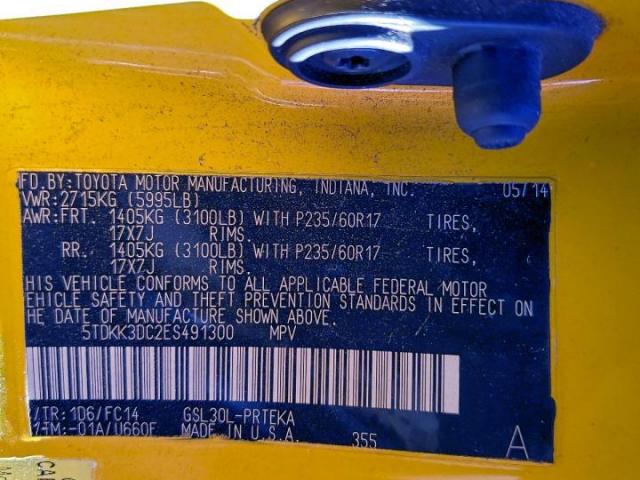 FD.BY:TOYOTA MOTOR MANUFACTURING, INDIANA, INC. 05/14
VWR:2715KG (5995LB)
AWR:FRT. 1405KG (3100LB) WITH P235/60R17 TIRES,
17X7J RIMS.
RR. 1405KG (3100LB) WITH P235/60R17 TIRES,
17X7J RIMS.
HIS VEHICLE CONFORMS TO ALL APPLICABLE FEDERAL MOTOR
VEHICLE SAFETY AND THEFT PREVENTION STANDARDS IN EFFECT ON
HE DATE OF MANUFACTURE SHOWN ABOVE.
5TDKK3DC2ES491300 MPV
/TR:1D6/FC14 GSL30L-PRTEKA
/TM:-01A/U660E MADE IN U.S.A. 355 A